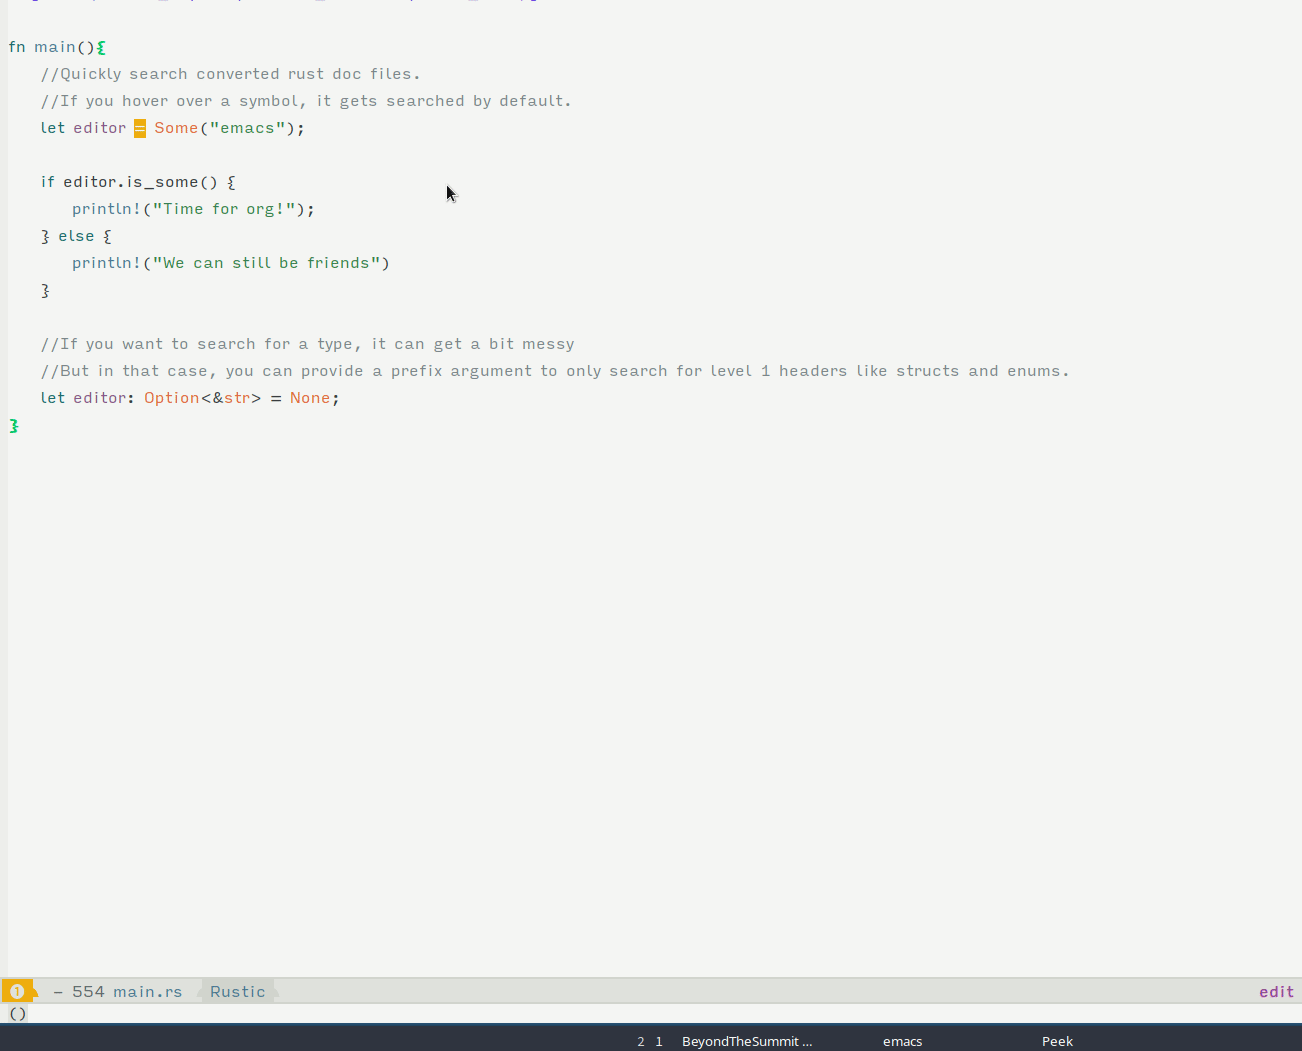 fn main(){
//Quickly search converted rust doc files.
//If you hover over a symbol, it gets searched by default.
let editor = Some("emacs");
if editor.is_some() {
println!("Time for org!");
} else {
println!("We can still be friends")
}
//If you want to search for a type, it can get a bit messy
//But in that case, you can provide a prefix argument to only search for level 1 headers like structs and enums.
let editor: Option<&str> = None;
}
1 - 554 main.rs Rustic edit
()
2 1 BeyondTheSummit ... emacs Peek